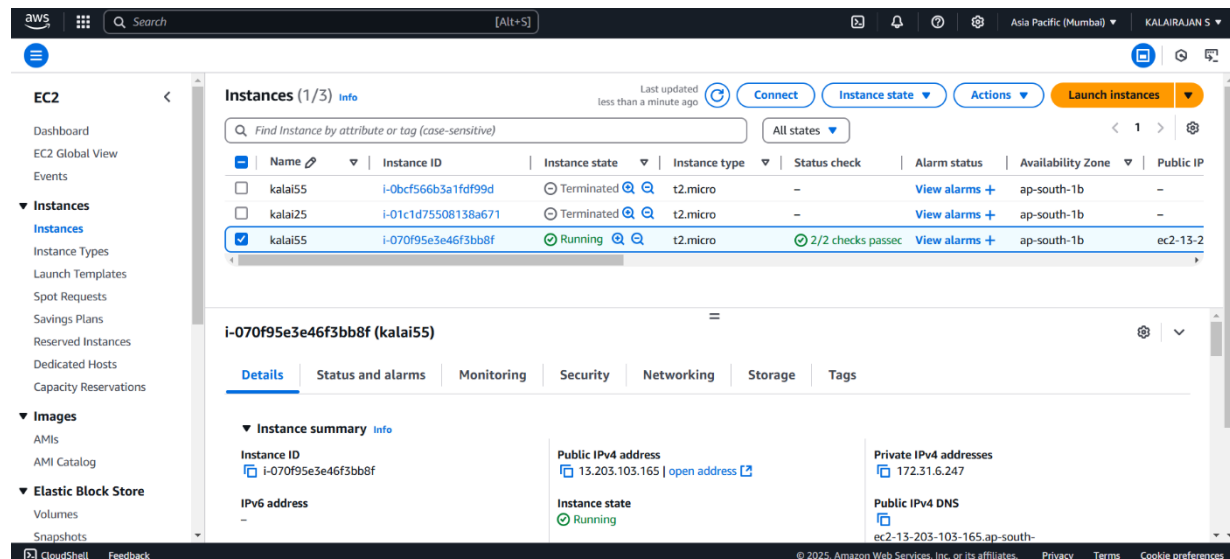 aws
Search [Alt+S]
Asia Pacific (Mumbai) ▼ KALAIRAJAN S ▼
EC2
Dashboard
EC2 Global View
Events
▼ Instances
Instances
Instance Types
Launch Templates
Spot Requests
Savings Plans
Reserved Instances
Dedicated Hosts
Capacity Reservations
▼ Images
AMIs
AMI Catalog
▼ Elastic Block Store
Volumes
Snapshots
Instances (1/3) Info
Last updated
less than a minute ago
Connect Instance state ▼ Actions ▼ Launch instances ▼
Find Instance by attribute or tag (case-sensitive) All states ▼ < 1 >
Name Instance ID Instance state Instance type Status check Alarm status Availability Zone Public IP
kalai55 i-0bcf566b3a1fdf99d Terminated t2.micro – View alarms + ap-south-1b –
kalai25 i-01c1d75508138a671 Terminated t2.micro – View alarms + ap-south-1b –
kalai55 i-070f95e3e46f3bb8f Running t2.micro 2/2 checks passec View alarms + ap-south-1b ec2-13-2
i-070f95e3e46f3bb8f (kalai55)
Details Status and alarms Monitoring Security Networking Storage Tags
▼ Instance summary Info
Instance ID
i-070f95e3e46f3bb8f
Public IPv4 address
13.203.103.165 | open address
Private IPv4 addresses
172.31.6.247
IPv6 address
–
Instance state
Running
Public IPv4 DNS
ec2-13-203-103-165.ap-south-
CloudShell Feedback © 2025, Amazon Web Services, Inc. or its affiliates. Privacy Terms Cookie preferences